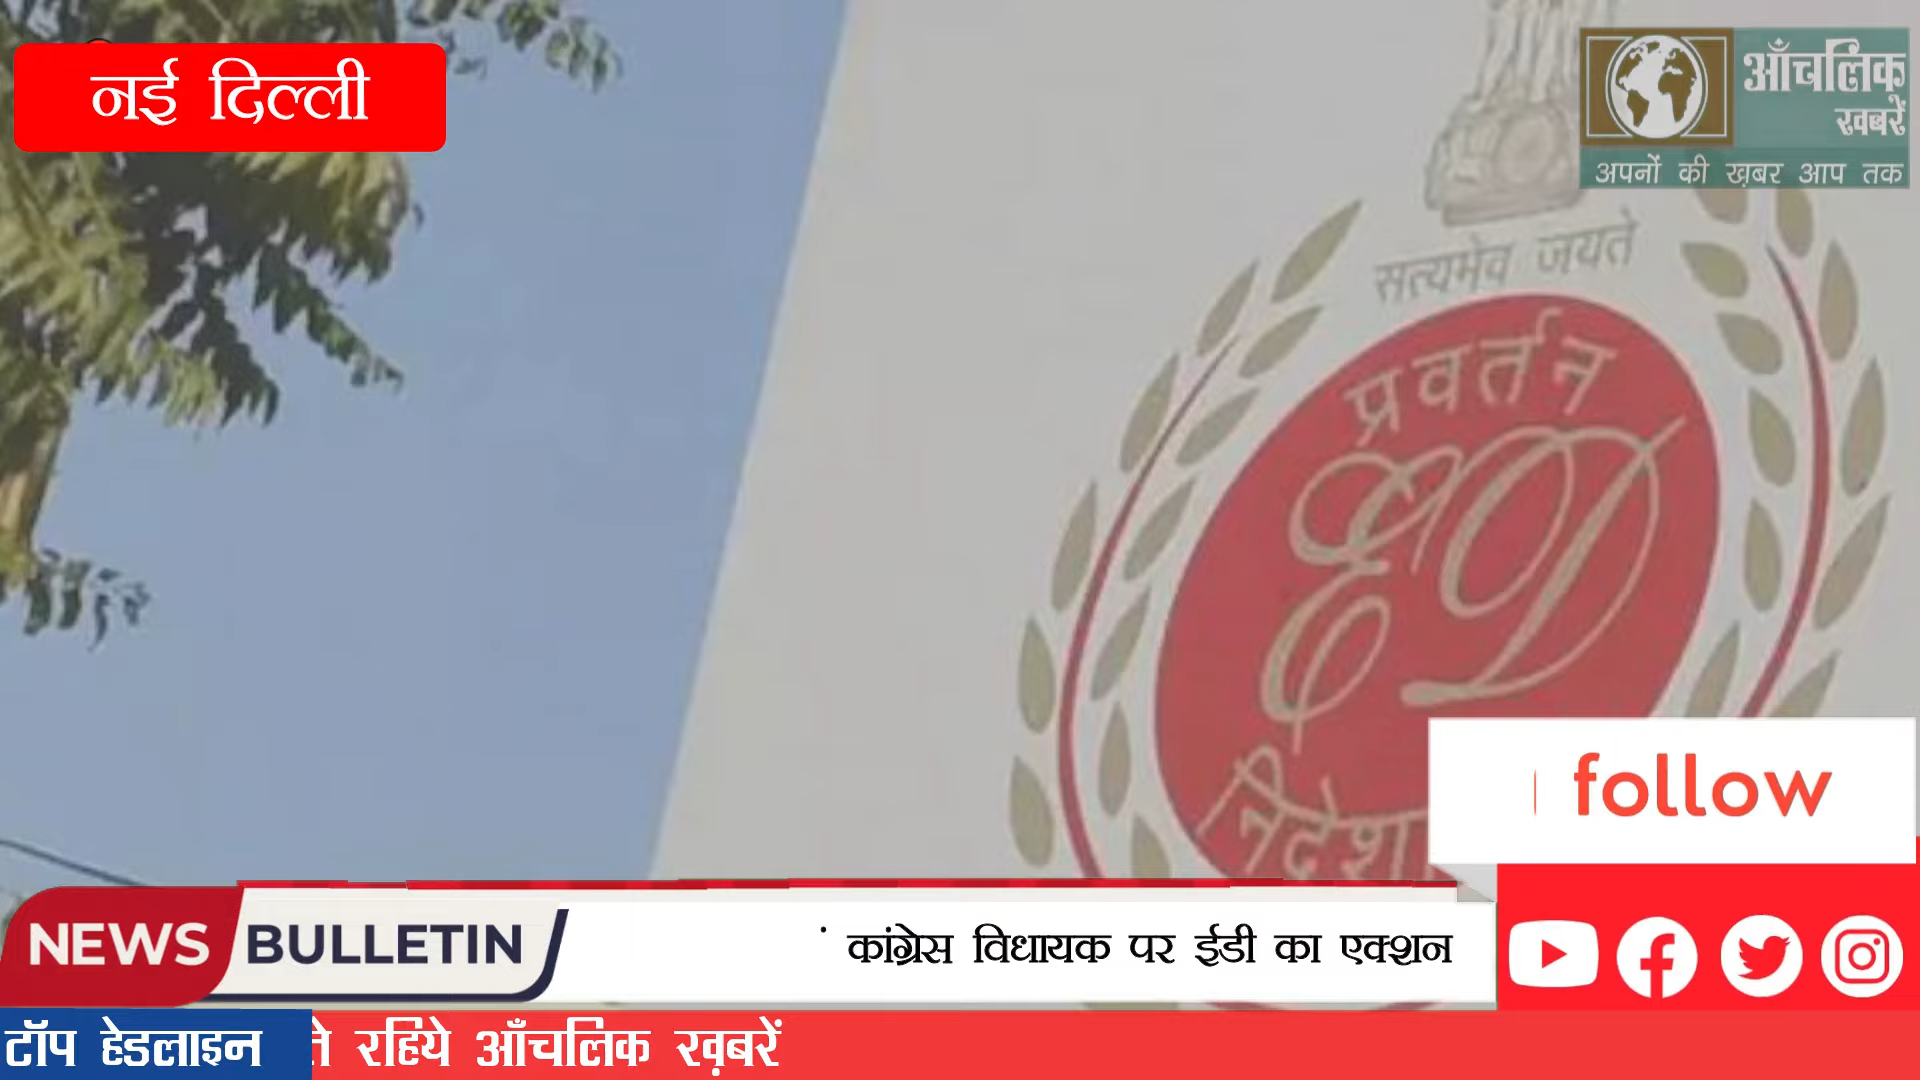 नई दिल्ली
आँचलिक
ख़बरें
अपनों की ख़बर आप तक
सत्यमेव जयते
प्रवर्तन
ED
follow
NEWS BULLETIN
कांग्रेस विधायक पर ईडी का एक्शन
टॉप हेडलाइन
रहिये आँचलिक ख़बरें